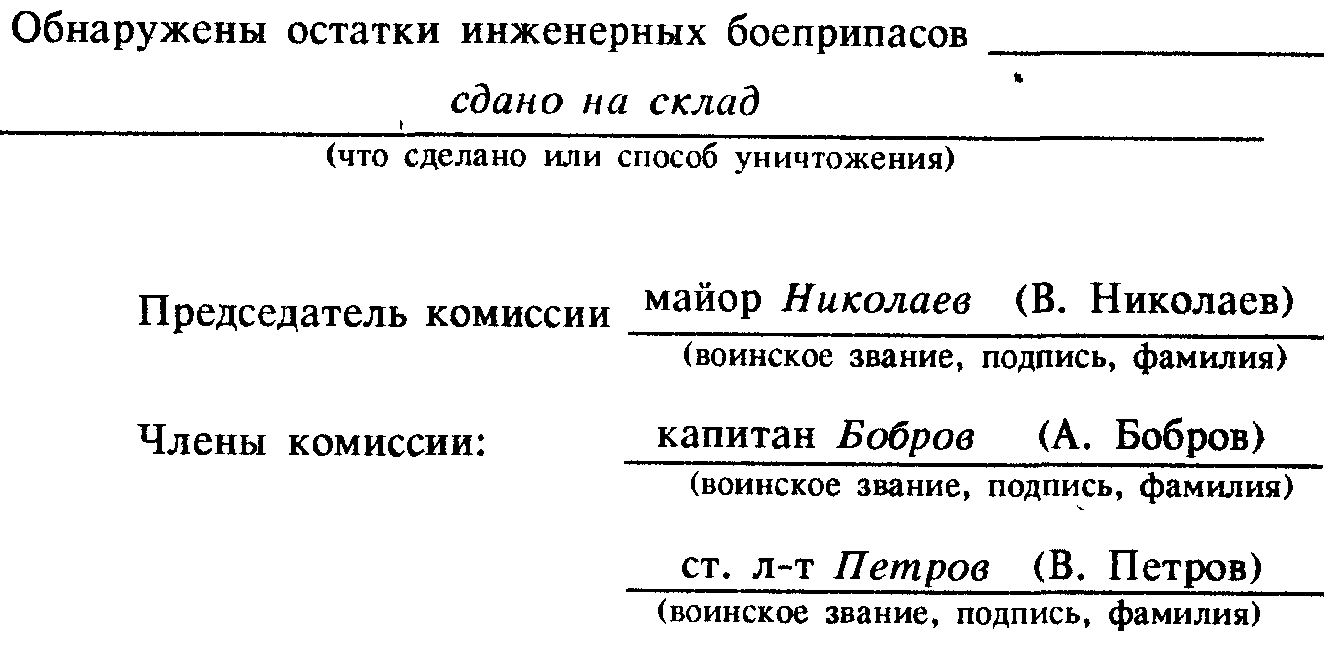 Обнаружены остатки инженерных боеприпасов
сдано на склад
(что сделано или способ уничтожения)
Председатель комиссии майор Николаев (В. Николаев)
(воинское звание, подпись, фамилия)
Члены комиссии: капитан Бобров (А. Бобров)
(воинское звание, подпись, фамилия)
ст. л-т Петров (В. Петров)
(воинское звание, подпись, фамилия)